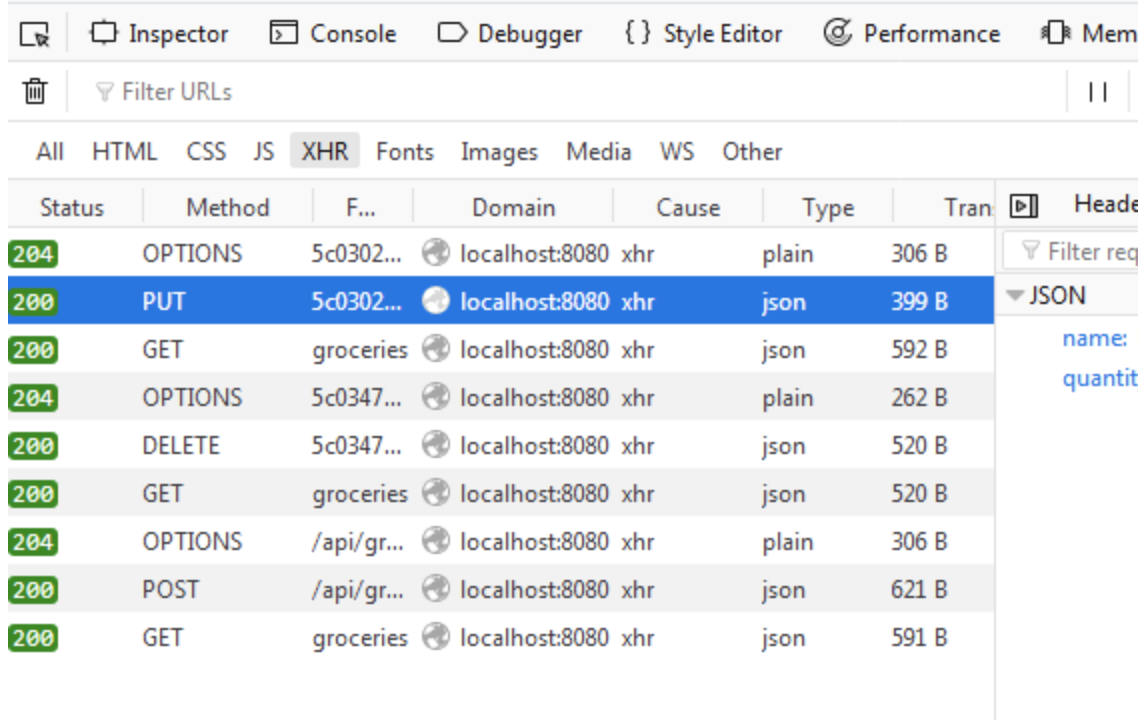 Inspector Console Debugger { } Style Editor Performance Mem
Filter URLs
All HTML CSS JS XHR Fonts Images Media WS Other
Status Method F... Domain Cause Type Tran Heade
204 OPTIONS 5c0302... localhost:8080 xhr plain 306 B Filter req
200 PUT 5c0302... localhost:8080 xhr json 399 B JSON
200 GET groceries localhost:8080 xhr json 592 B name:
204 OPTIONS 5c0347... localhost:8080 xhr plain 262 B quantit
200 DELETE 5c0347... localhost:8080 xhr json 520 B
200 GET groceries localhost:8080 xhr json 520 B
204 OPTIONS /api/gr... localhost:8080 xhr plain 306 B
200 POST /api/gr... localhost:8080 xhr json 621 B
200 GET groceries localhost:8080 xhr json 591 B